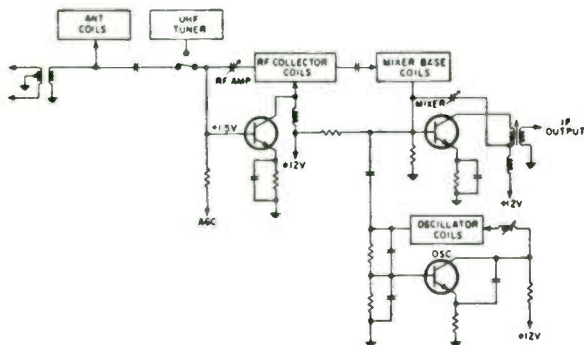 ANT
COILS
UHF
TUNER
RF AMP
RF COLLECTOR
COILS
MIXER BASE
COILS
MIXER
IF
OUTPUT
+1.5V
+12V
+12V
AGC
OSCILLATOR
COILS
OSC
+12V